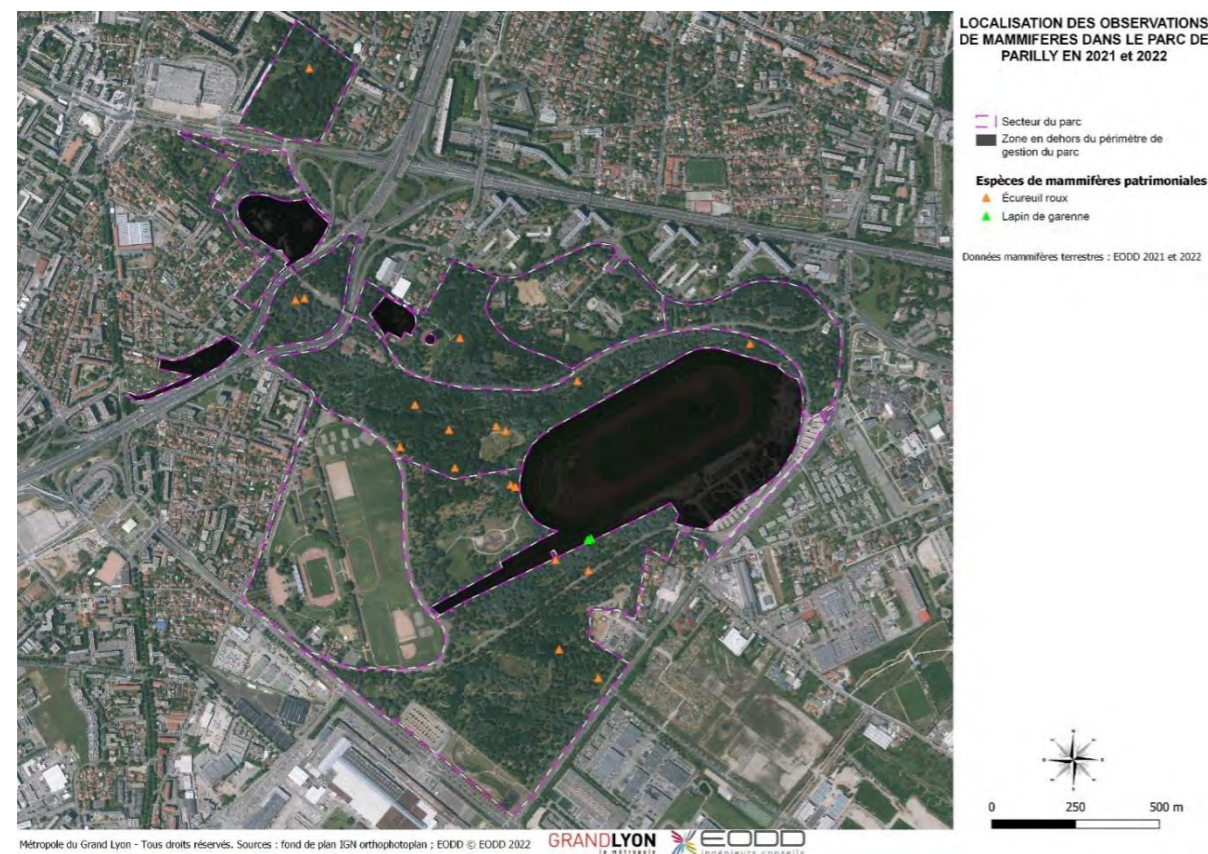 LOCALISATION DES OBSERVATIONS
DE MAMMIFERES DANS LE PARC DE
PARILLY EN 2021 et 2022
Secteur du parc
Zone en dehors du périmètre de
gestion du parc
Espèces de mammifères patrimoniales
Écureuil roux
Lapin de garenne
Données mammifères terrestres : EODD 2021 et 2022
N
0 250 500 m
Métropole du Grand Lyon - Tous droits réservés. Sources : fond de plan IGN orthophotoplan ; EODD © EODD 2022
GRANDLYON
la métropole
EODD
ingénieurs conseils